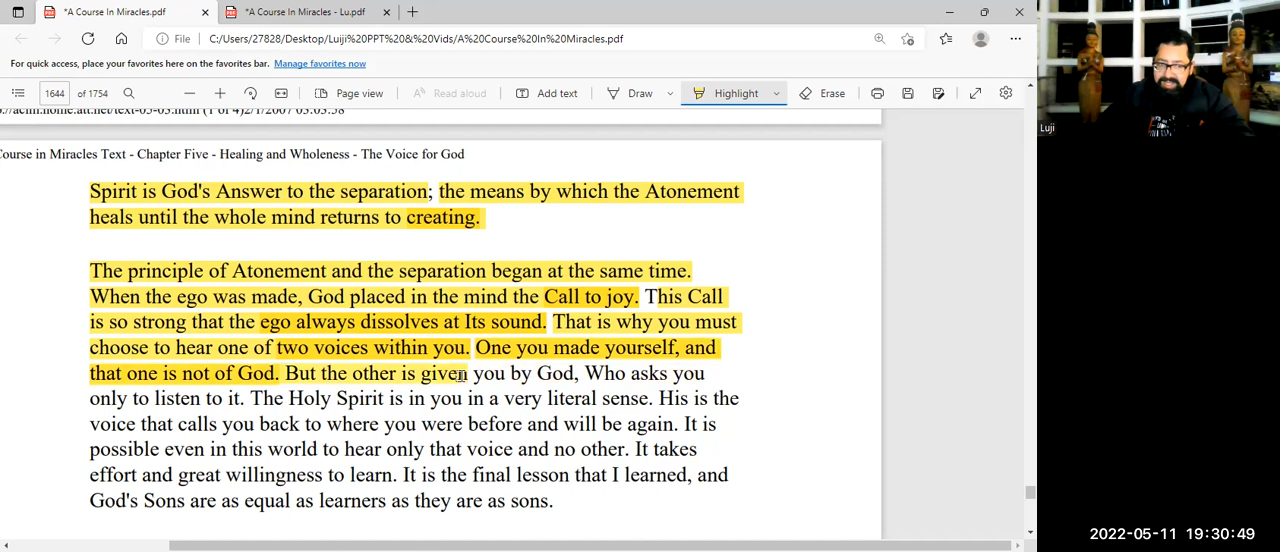 *A Course In Miracles.pdf
*A Course In Miracles - Lu.pdf
File
C:/Users/27828/Desktop/Luiji%20PPT%20&%20Vids/A%20Course%20In%20Miracles.pdf
For quick access, place your favorites here on the favorites bar. Manage favorites now
1644 of 1754 Page view Read aloud Add text Draw Highlight Erase
Course in Miracles Text - Chapter Five - Healing and Wholeness - The Voice for God
Spirit is God's Answer to the separation; the means by which the Atonement
heals until the whole mind returns to creating.
The principle of Atonement and the separation began at the same time.
When the ego was made, God placed in the mind the Call to joy. This Call
is so strong that the ego always dissolves at Its sound. That is why you must
choose to hear one of two voices within you. One you made yourself, and
that one is not of God. But the other is given you by God, Who asks you
only to listen to it. The Holy Spirit is in you in a very literal sense. His is the
voice that calls you back to where you were before and will be again. It is
possible even in this world to hear only that voice and no other. It takes
effort and great willingness to learn. It is the final lesson that I learned, and
God's Sons are as equal as learners as they are as sons.
Luji
2022-05-11 19:30:49